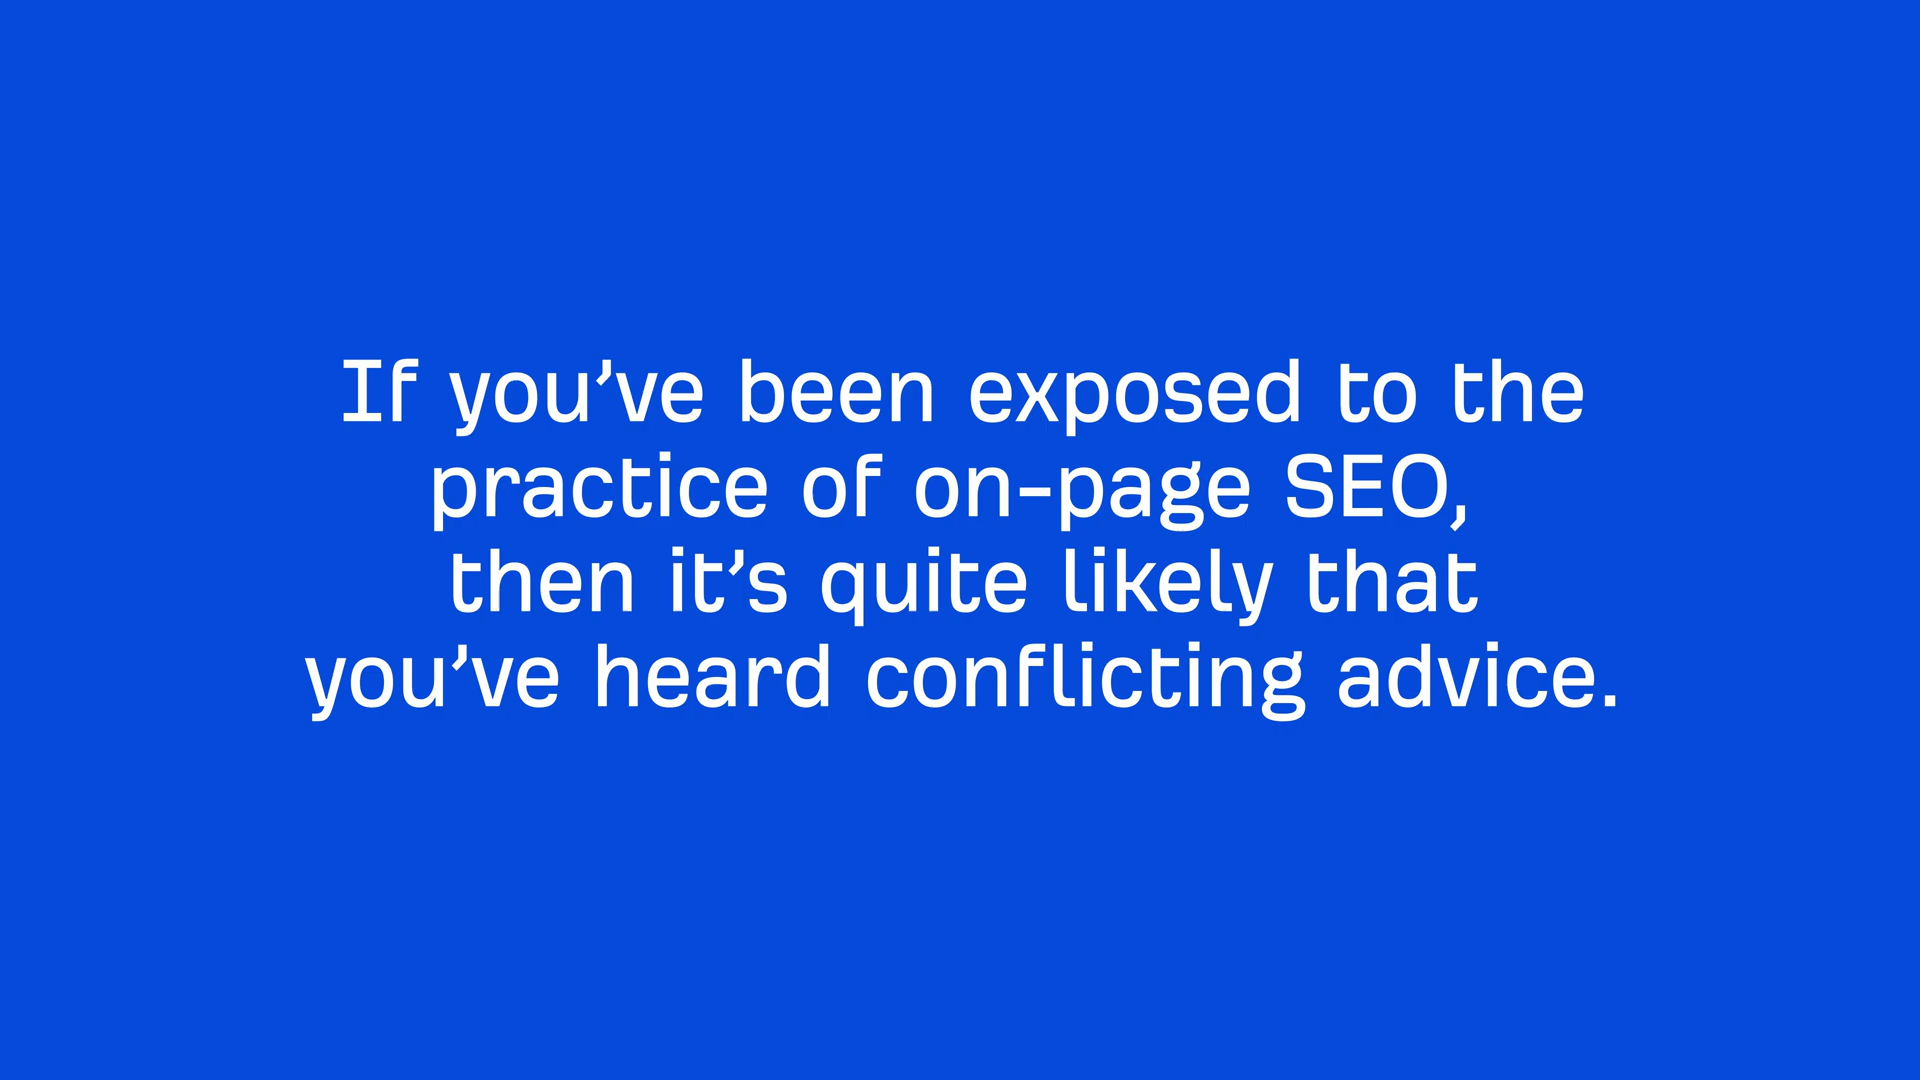 If you’ve been exposed to the
practice of on-page SEO,
then it’s quite likely that
you’ve heard conflicting advice.